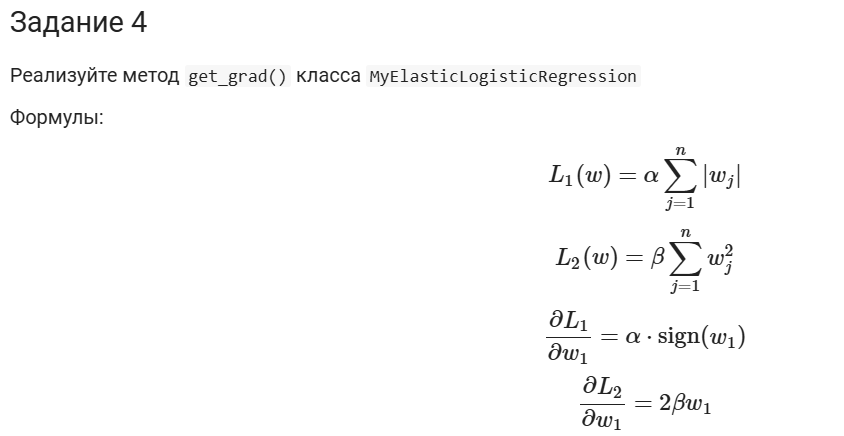 Задание 4
Реализуйте метод get_grad() класса MyElasticLogisticRegression
Формулы:
$$L_1(w) = \alpha \sum_{j=1}^{n} |w_j|$$
$$L_2(w) = \beta \sum_{j=1}^{n} w_j^2$$
$$\frac{\partial L_1}{\partial w_1} = \alpha \cdot \text{sign}(w_1)$$
$$\frac{\partial L_2}{\partial w_1} = 2\beta w_1$$